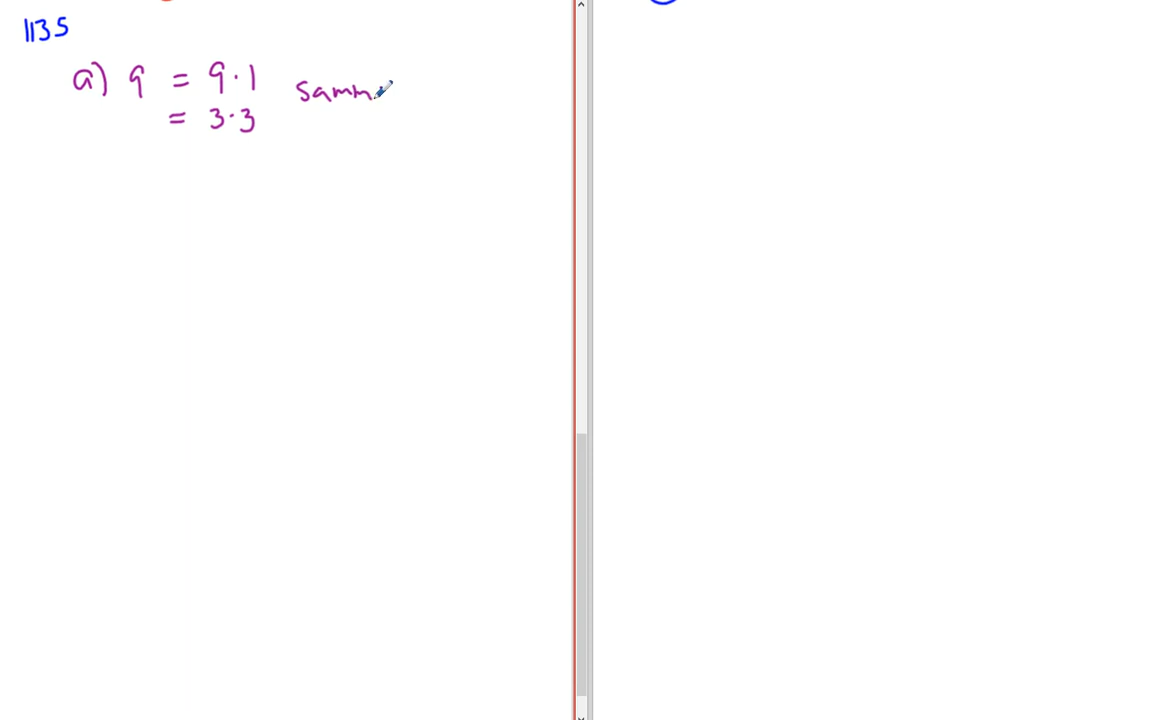 1135
a) 9 = 9·1 Samm
= 3·3